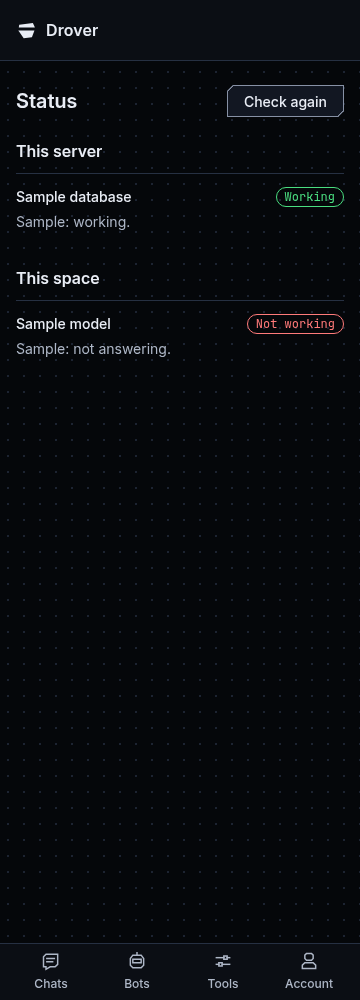 Drover
Status
Check again
This server
Sample database
Working
Sample: working.
This space
Sample model
Not working
Sample: not answering.
Chats
Bots
Tools
Account